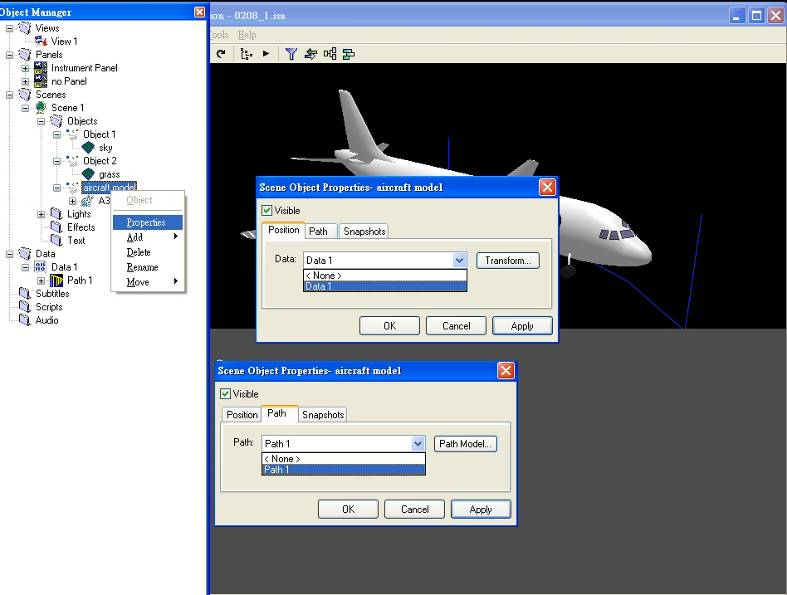 Object Manager
Views
View 1
Panels
Instrument Panel
no Panel
Scenes
Scene 1
Objects
Object 1
sky
Object 2
grass
aircraft model
A3
Lights
Effects
Text
Data
Data 1
Path 1
Subtitles
Scripts
Audio
Object
Properties
Add
Delete
Rename
Move
ion - 0208_1.isa
ools Help
Scene Object Properties- aircraft model
Visible
Position Path Snapshots
Data: Data 1 Transform...
< None >
Data 1
OK Cancel Apply
Scene Object Properties- aircraft model
Visible
Position Path Snapshots
Path: Path 1 Path Model...
< None >
Path 1
OK Cancel Apply